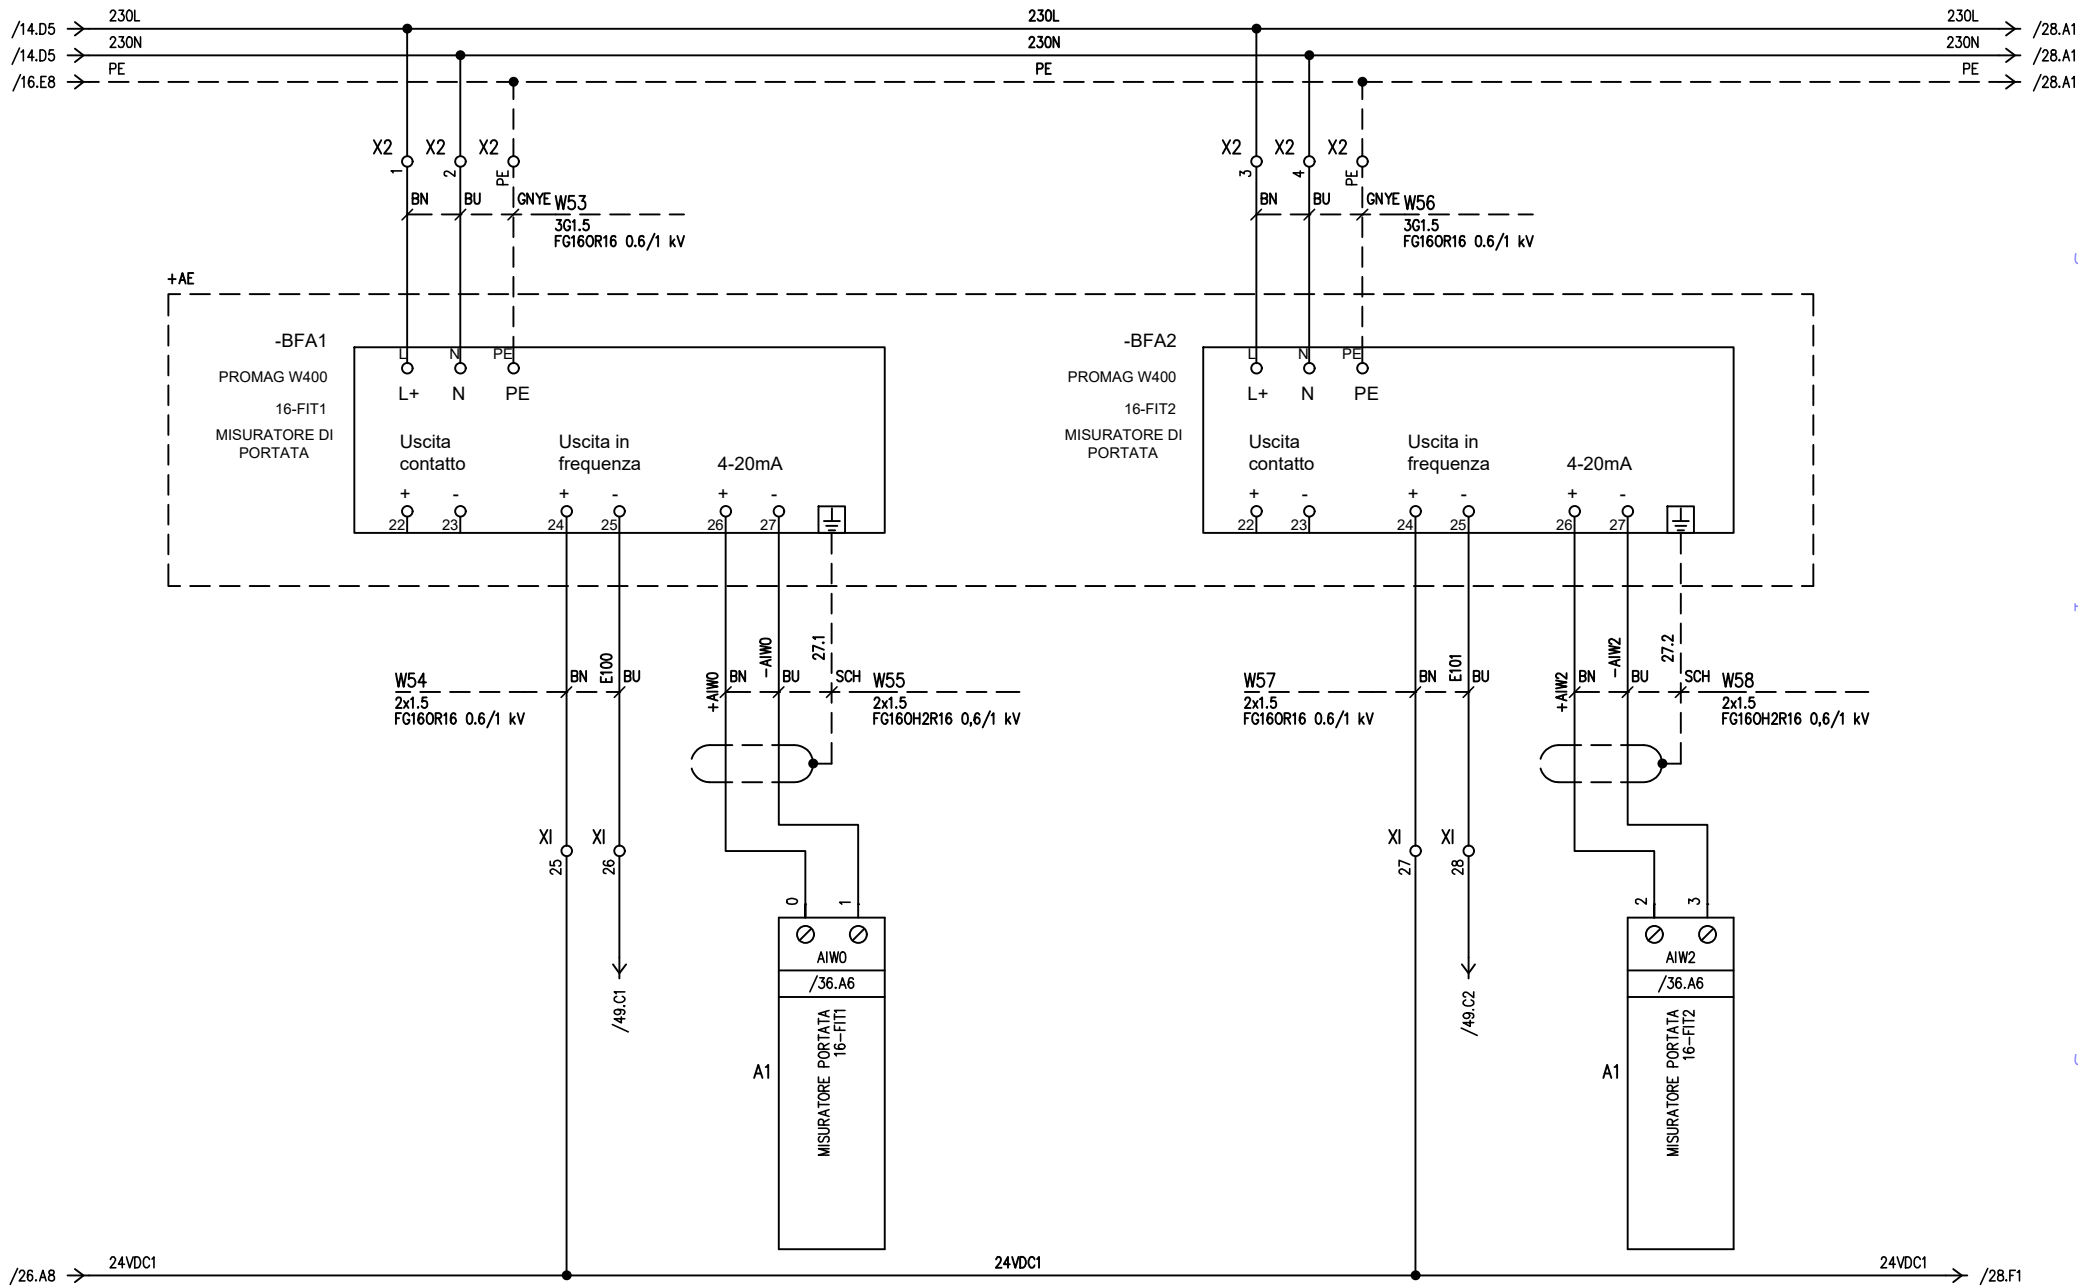 /14.D5 230L 230L 230L /28.A1
/14.D5 230N 230N 230N /28.A1
/16.E8 PE PE PE /28.A1
X2 X2 X2 X2 X2 X2
1 2 PE 3 4 PE
BN BU GNYE W53 BN BU GNYE W56
3G1.5 3G1.5
FG16OR16 0.6/1 kV FG16OR16 0.6/1 kV
+AE
-BFA1 L N PE -BFA2 L N PE
PROMAG W400 L+ N PE PROMAG W400 L+ N PE
16-FIT1 16-FIT2
MISURATORE DI MISURATORE DI
PORTATA PORTATA
Uscita Uscita in Uscita Uscita in
contatto frequenza 4-20mA contatto frequenza 4-20mA
+ - + - + - + - + - + -
22 23 24 25 26 27 22 23 24 25 26 27
E100 +AIW0 -AIW0 27.1 E101 +AIW2 -AIW2 27.2
W54 BN BU BN BU SCH W55 W57 BN BU BN BU SCH W58
2x1.5 2x1.5 2x1.5 2x1.5
FG16OR16 0.6/1 kV FG16OH2R16 0,6/1 kV FG16OR16 0.6/1 kV FG16OH2R16 0,6/1 kV
XI XI XI XI
25 26 27 28
0 1 2 3
AIW0 AIW2
/36.A6 /36.A6
/49.C1 /49.C2
MISURATORE PORTATA MISURATORE PORTATA
16-FIT1 16-FIT2
A1 A1
/26.A8 24VDC1 24VDC1 24VDC1 /28.F1